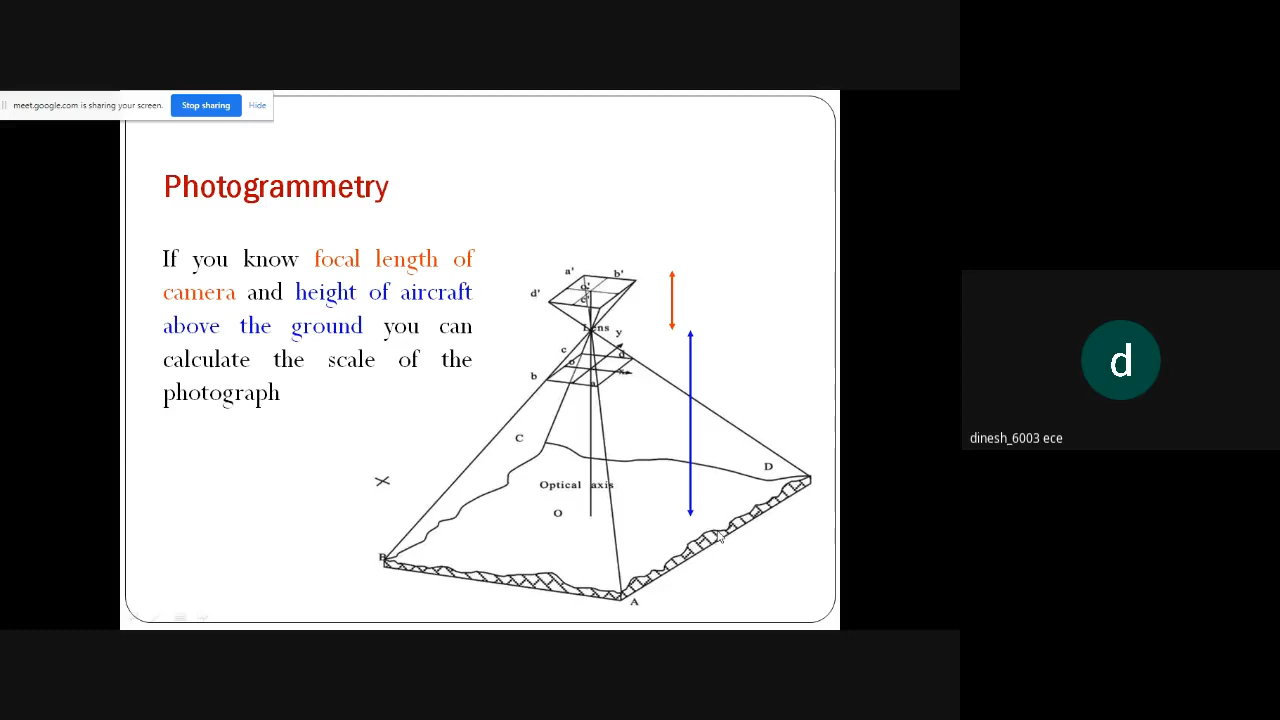 meet.google.com is sharing your screen. Stop sharing Hide
Photogrammetry
If you know focal length of
camera and height of aircraft
above the ground you can
calculate the scale of the
photograph
a' b'
d' o'
c'
Lens y
c d
o x
b a
C
D
Optical axis
O
B
A
d
dinesh_6003 ece